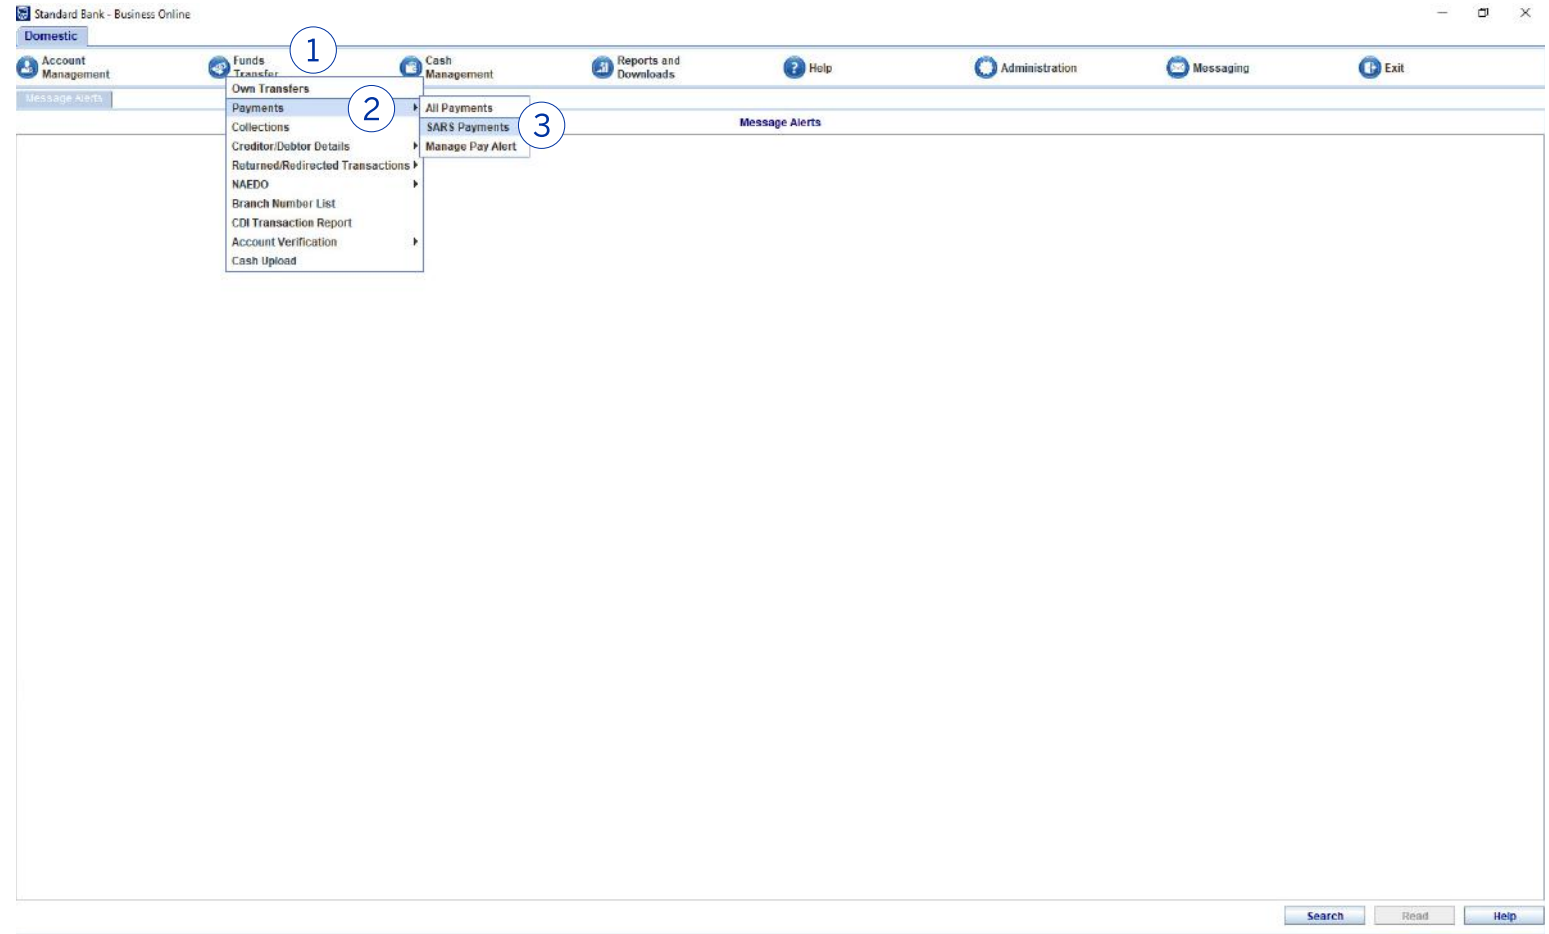 Standard Bank - Business Online
Domestic
Account
Management
1
Funds
Transfer
Cash
Management
Reports and
Downloads
Help
Administration
Messaging
Exit
Message Alerts
Message Alerts
Own Transfers
Payments
2
Collections
Creditor/Debtor Details
Returned/Redirected Transactions
NAEDO
Branch Number List
CDI Transaction Report
Account Verification
Cash Upload
All Payments
SARS Payments
3
Manage Pay Alert
Search
Read
Help